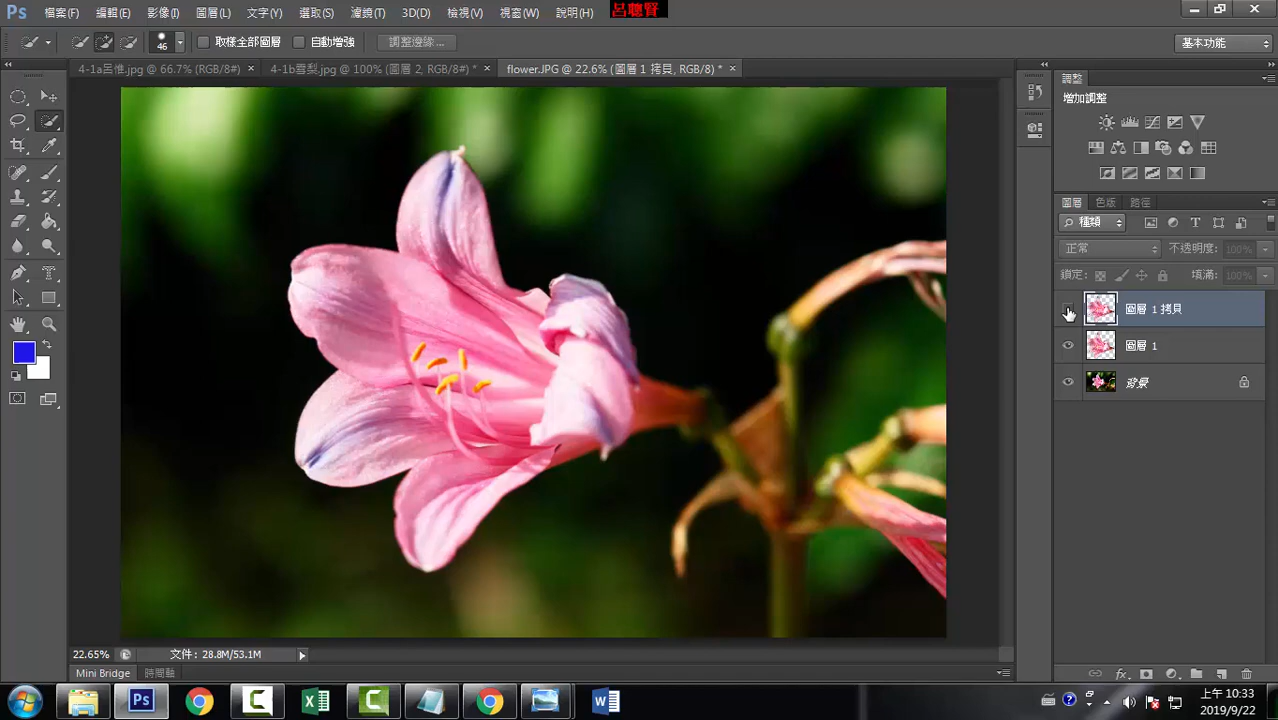 Ps 檔案(F) 編輯(E) 影像(I) 圖層(L) 文字(Y) 選取(S) 濾鏡(T) 3D(D) 檢視(V) 視窗(W) 說明(H) 呂聰賢
46 取樣全部圖層 自動增強 調整邊緣... 基本功能
4-1a呂惟.jpg @ 66.7% (RGB/8#) × 4-1b雪梨.jpg @ 100% (圖層 2, RGB/8#) * × flower.JPG @ 22.6% (圖層 1 拷貝, RGB/8) * ×
調整
增加調整
圖層 色版 路徑
種類
正常 不透明度: 100%
鎖定: 填滿: 100%
圖層 1 拷貝
圖層 1
背景
22.65% 文件: 28.8M/53.1M
Mini Bridge 時間軸
fx
Ps
上午 10:33
2019/9/22